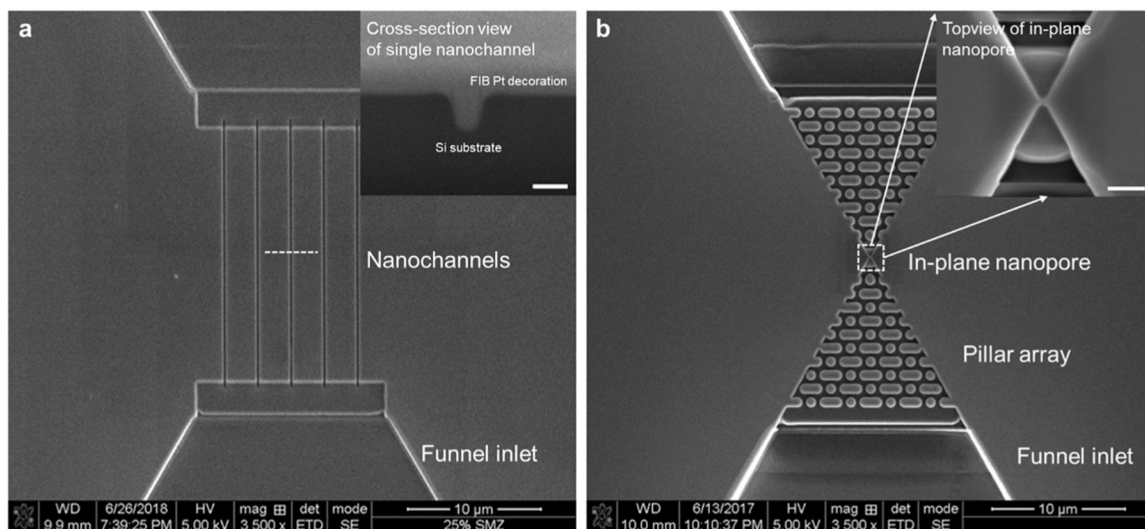 a
Cross-section view
of single nanochannel
FIB Pt decoration
Si substrate
Nanochannels
Funnel inlet
WD 6/26/2018 HV mag det mode 10 µm
9.9 mm 7:39:25 PM 5.00 kV 3,500 x ETD SE 25% SMZ
b
Topview of in-plane
nanopore
In-plane nanopore
Pillar array
Funnel inlet
WD 6/13/2017 HV mag det mode 10 µm
10.0 mm 10:10:37 PM 5.00 kV 3,500 x ETD SE